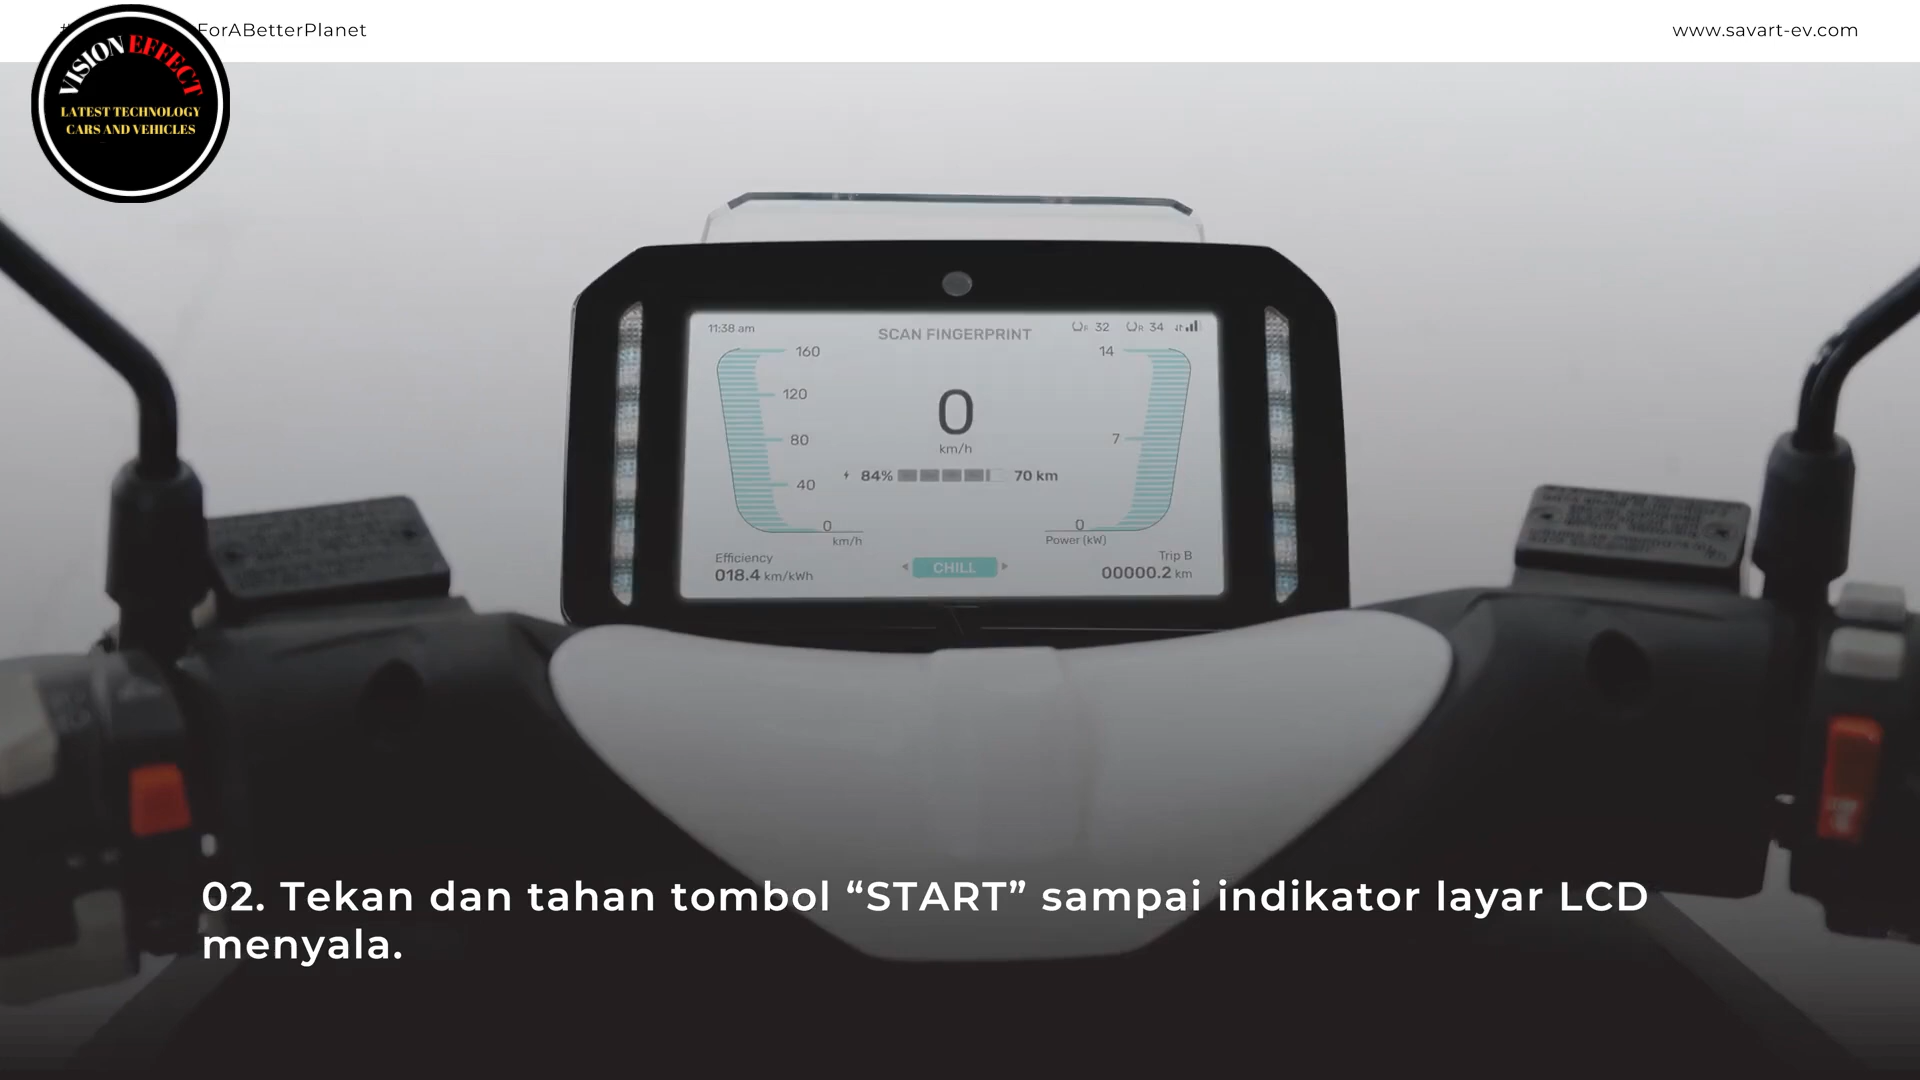 ForABetterPlanet
www.savart-ev.com
VISION EFFECT
LATEST TECHNOLOGY
CARS AND VEHICLES
11:38 am
SCAN FINGERPRINT
F 32 R 34
160
14
120
0
80
7
km/h
84%
70 km
40
0
0
km/h
Power (kW)
Efficiency
Trip B
018.4 km/kWh
CHILL
00000.2 km
02. Tekan dan tahan tombol “START” sampai indikator layar LCD
menyala.